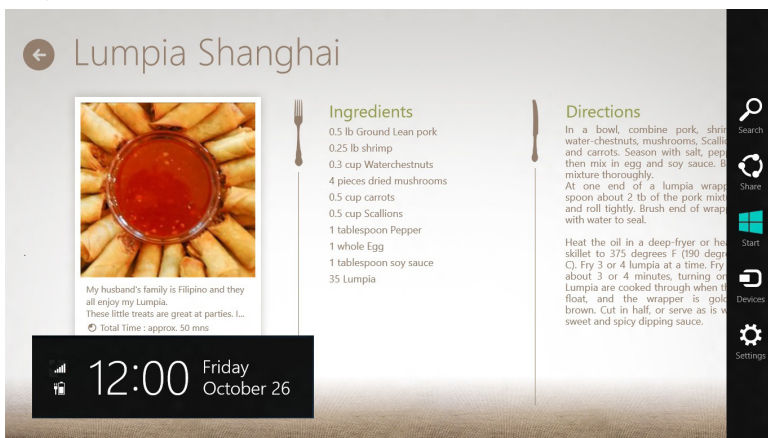 Lumpia Shanghai
My husband's family is Filipino and they
all enjoy my Lumpia.
These little treats are great at parties. I...
Total Time : approx. 50 mns
Ingredients
0.5 lb Ground Lean pork
0.25 lb shrimp
0.3 cup Waterchestnuts
4 pieces dried mushrooms
0.5 cup carrots
0.5 cup Scallions
1 tablespoon Pepper
1 whole Egg
1 tablespoon soy sauce
35 Lumpia
Directions
In a bowl, combine pork,
water-chestnuts, mushrooms,
and carrots. Season with salt,
then mix in egg and soy sauce.
mixture thoroughly.
At one end of a lumpia
spoon about 2 tb of the pork
and roll tightly. Brush end of
with water to seal.
Heat the oil in a deep-fryer or
skillet to 375 degrees F (190
C). Fry 3 or 4 lumpia at a time. Fry
about 3 or 4 minutes, turning
Lumpia are cooked through when
float, and the wrapper is
brown. Cut in half, or serve as is
sweet and spicy dipping sauce.
Search
Share
Start
Devices
Settings
12:00
Friday
October 26